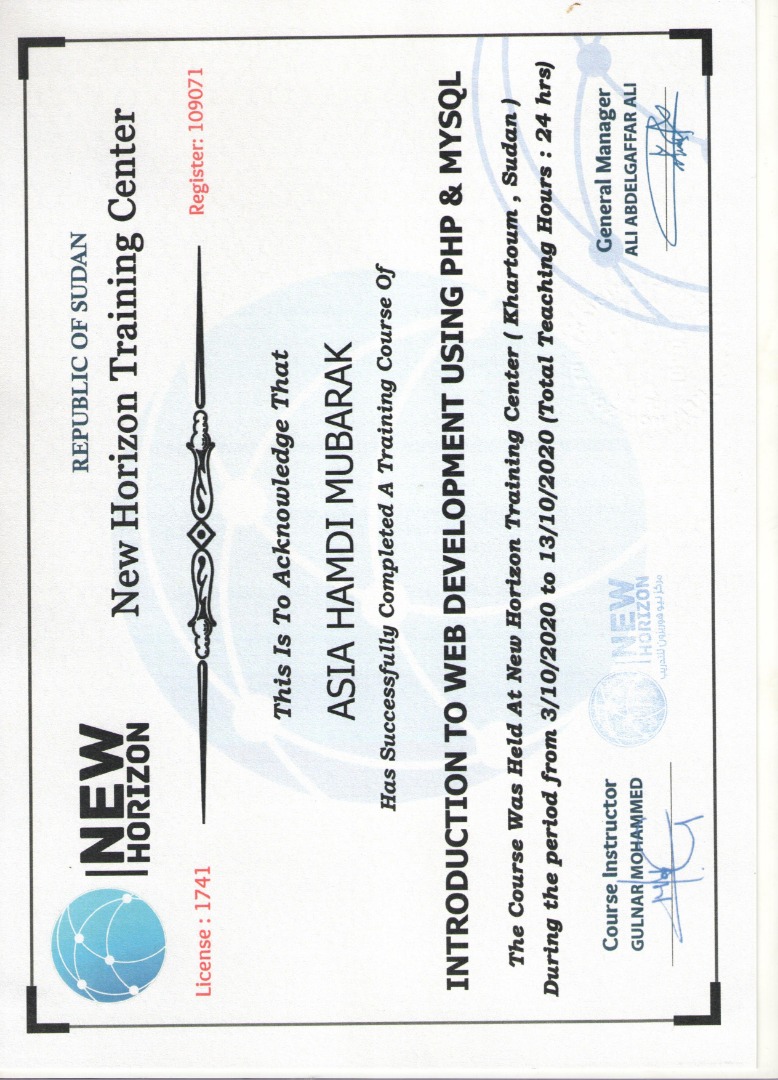 NEW
HORIZON
REPUBLIC OF SUDAN
New Horizon Training Center
License : 1741
Register: 109071
This Is To Acknowledge That
ASIA HAMDI MUBARAK
Has Successfully Completed A Training Course Of
INTRODUCTION TO WEB DEVELOPMENT USING PHP & MYSQL
The Course Was Held At New Horizon Training Center ( Khartoum , Sudan )
During the period from 3/10/2020 to 13/10/2020 (Total Teaching Hours : 24 hrs)
Course Instructor
GULNAR MOHAMMED
NEW
HORIZON
مركز نيو هوريزون للتدريب
General Manager
ALI ABDELGAFFAR ALI